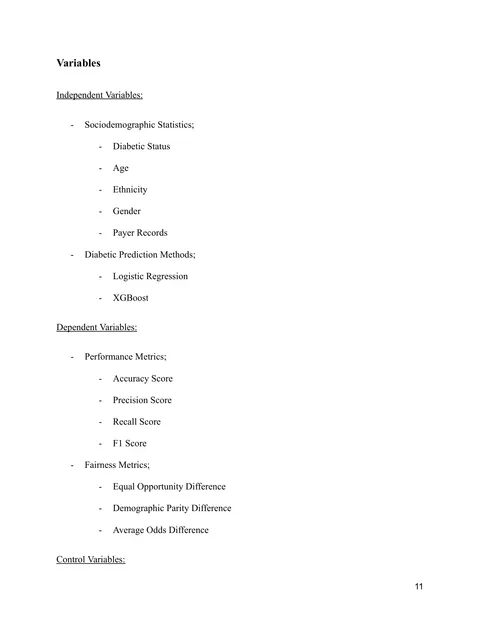 Variables
Independent Variables:
- Sociodemographic Statistics;
- Diabetic Status
- Age
- Ethnicity
- Gender
- Payer Records
- Diabetic Prediction Methods;
- Logistic Regression
- XGBoost
Dependent Variables:
- Performance Metrics;
- Accuracy Score
- Precision Score
- Recall Score
- F1 Score
- Fairness Metrics;
- Equal Opportunity Difference
- Demographic Parity Difference
- Average Odds Difference
Control Variables:
11